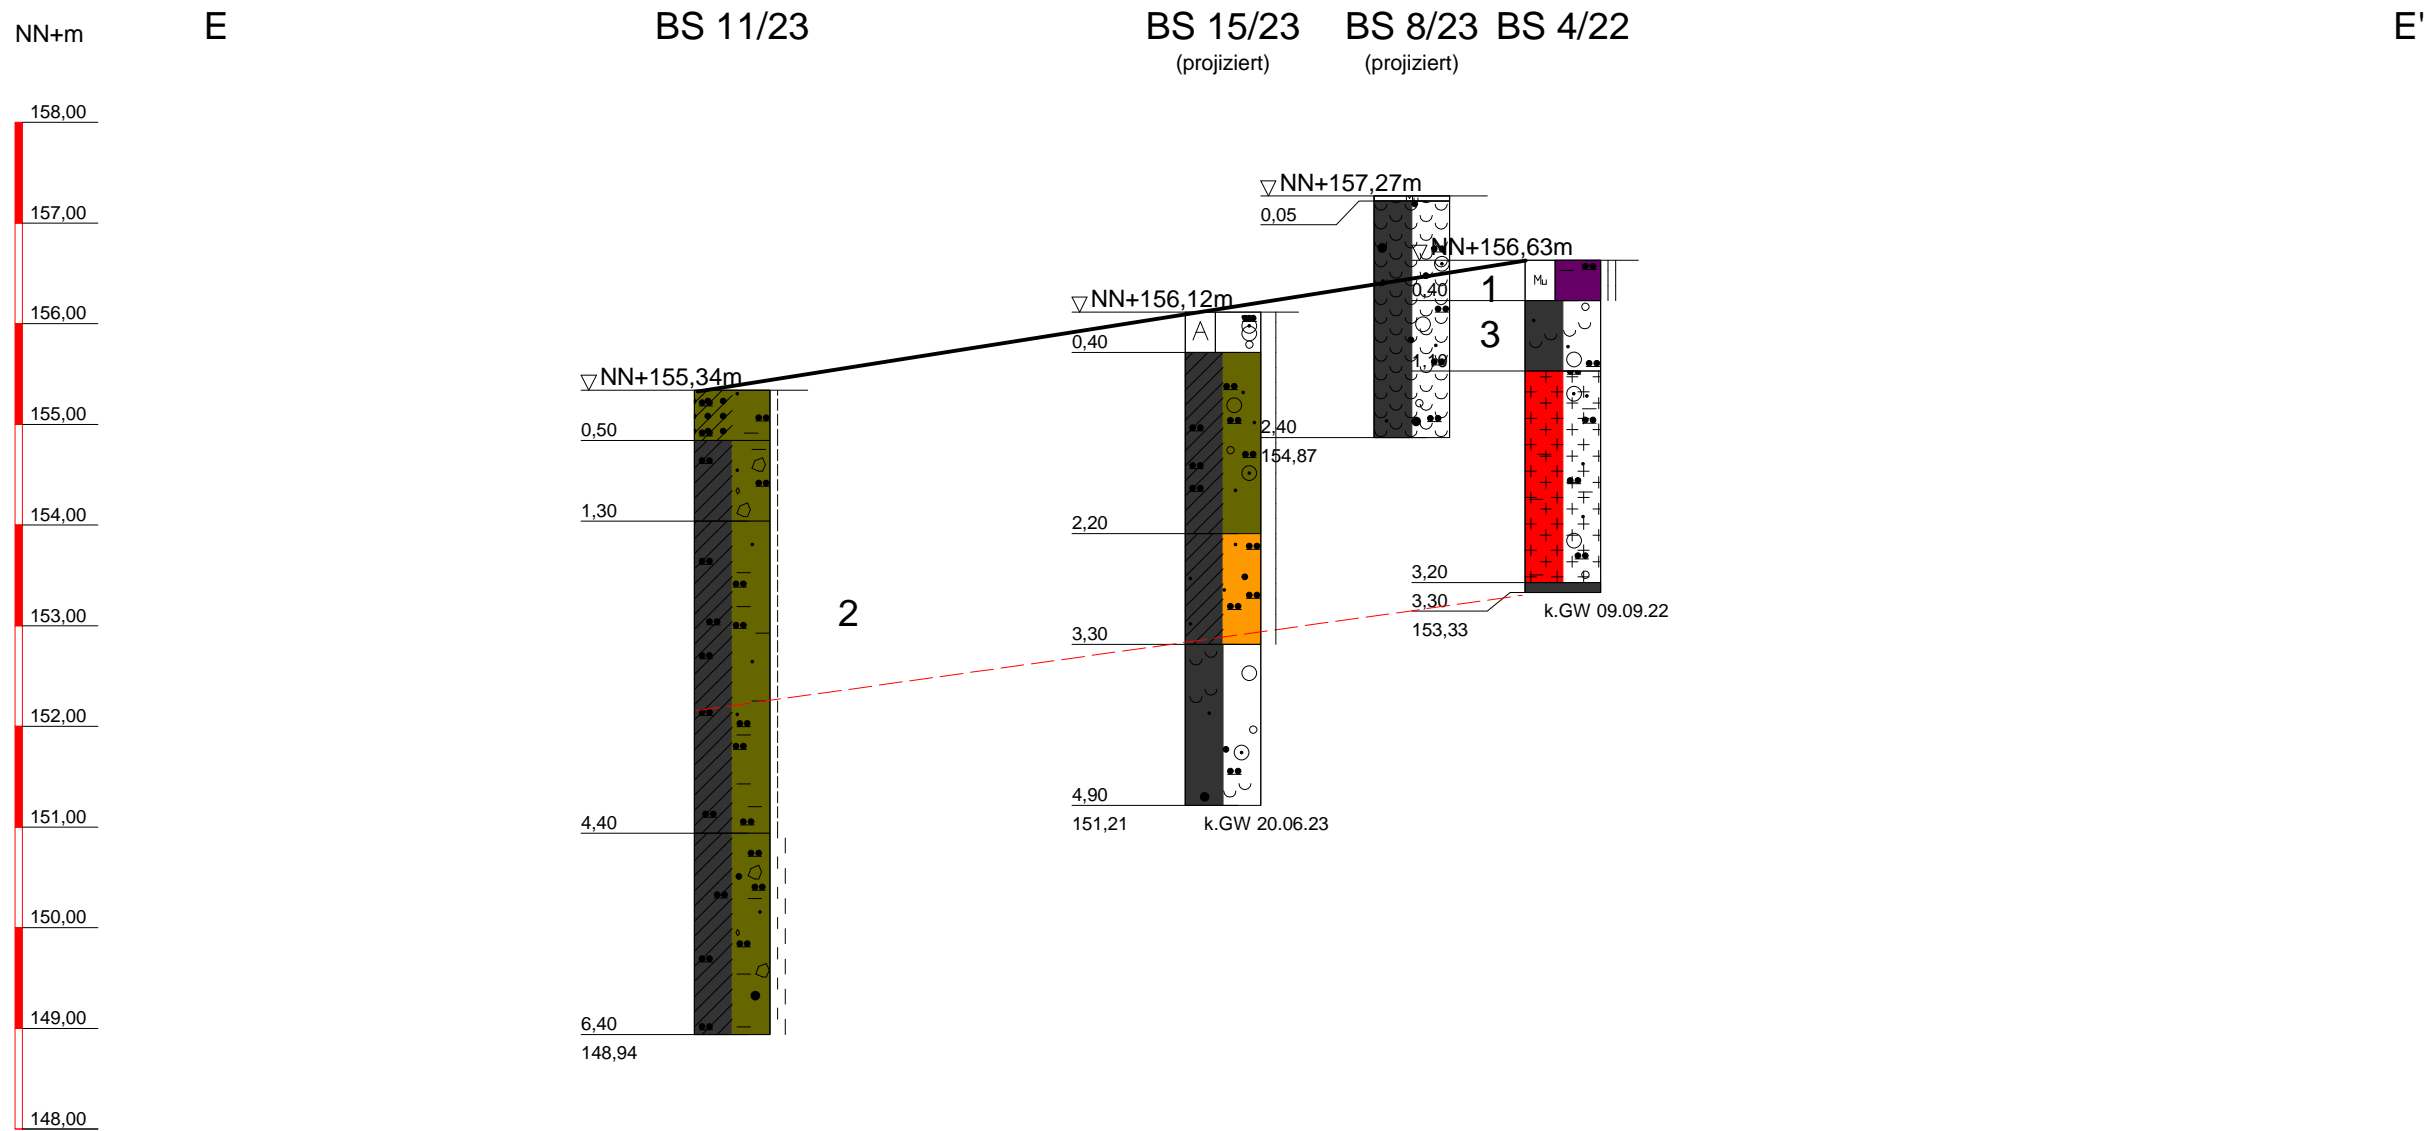 NN+m
E
BS 11/23
BS 15/23
(projiziert)
BS 8/23
(projiziert)
BS 4/22
E'
158,00
157,00
156,00
155,00
154,00
153,00
152,00
151,00
150,00
149,00
148,00
NN+155,34m
0,50
1,30
4,40
6,40
148,94
2
NN+156,12m
A
0,40
2,20
3,30
4,90
151,21
k.GW 20.06.23
NN+157,27m
Mu
0,05
2,40
154,87
NN+156,63m
Mu
0,40
1
3
1,10
3,20
3,30
153,33
k.GW 09.09.22